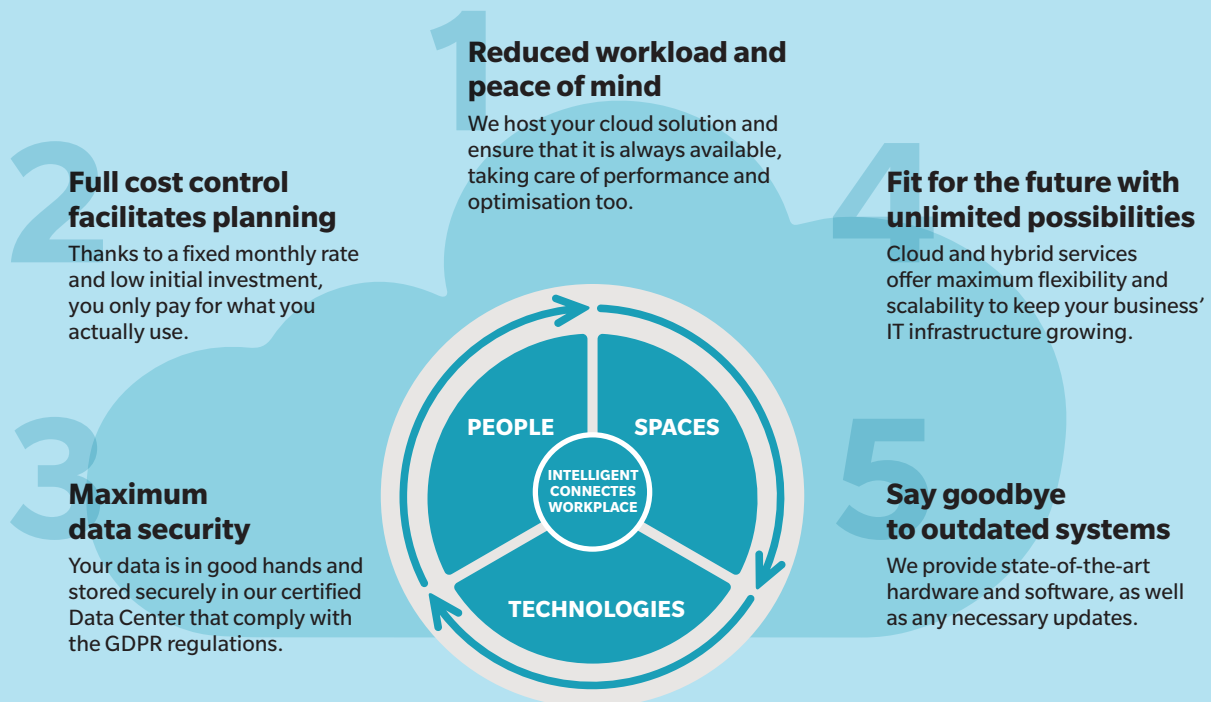 1
Reduced workload and
peace of mind
We host your cloud solution and
ensure that it is always available,
taking care of performance and
optimisation too.
2
Full cost control
facilitates planning
Thanks to a fixed monthly rate
and low initial investment,
you only pay for what you
actually use.
3
Maximum
data security
Your data is in good hands and
stored securely in our certified
Data Center that comply with
the GDPR regulations.
4
Fit for the future with
unlimited possibilities
Cloud and hybrid services
offer maximum flexibility and
scalability to keep your business’
IT infrastructure growing.
5
Say goodbye
to outdated systems
We provide state-of-the-art
hardware and software, as well
as any necessary updates.
PEOPLE
SPACES
INTELLIGENT
CONNECTES
WORKPLACE
TECHNOLOGIES